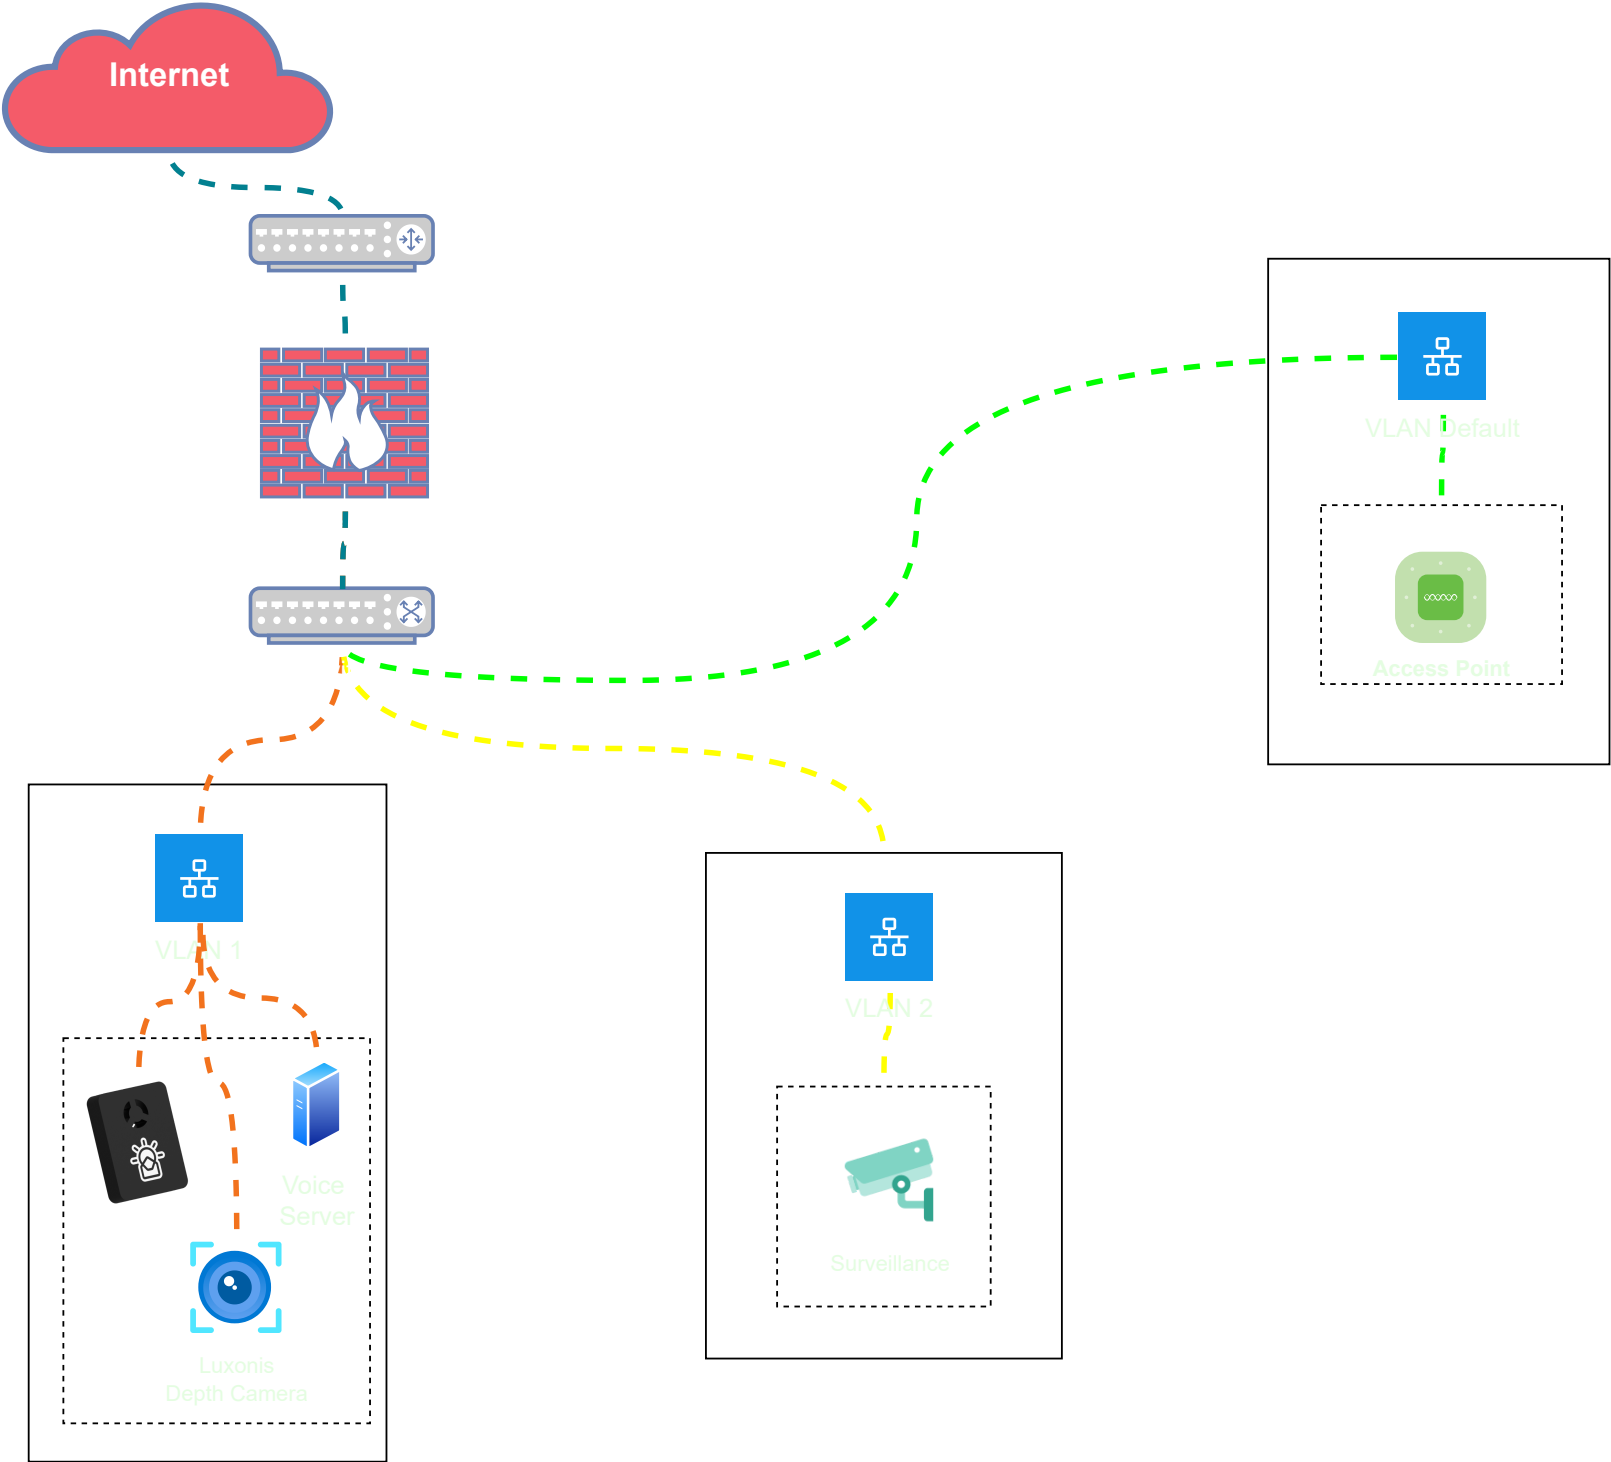 Internet
VLAN Default
Access Point
VLAN 1
VLAN 2
Voice
Server
Surveillance
Luxonis
Depth Camera